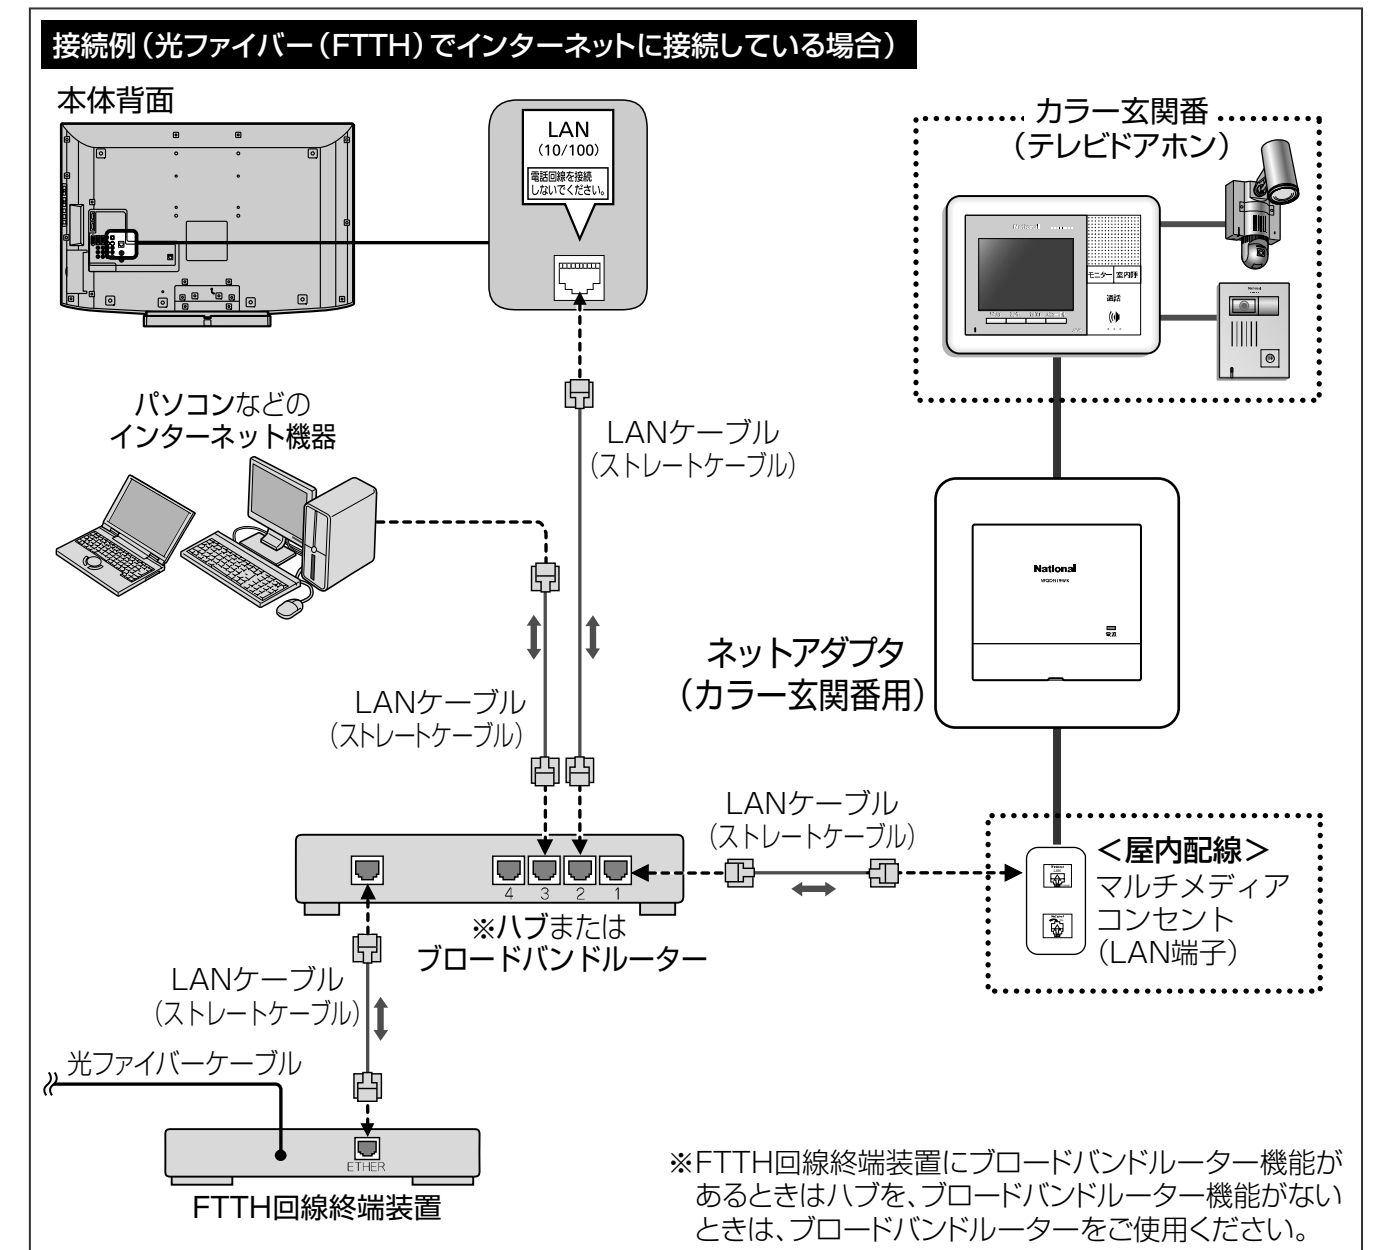 接続例（光ファイバー（FTTH）でインターネットに接続している場合）
本体背面
LAN
(10/100)
電話回線を接続
しないでください。
カラー玄関番
（テレビドアホン）
モニター 室内呼
通話
パソコンなどの
インターネット機器
LANケーブル
（ストレートケーブル）
National
電源
ネットアダプタ
（カラー玄関番用）
LANケーブル
（ストレートケーブル）
LANケーブル
（ストレートケーブル）
<屋内配線>
マルチメディア
コンセント
（LAN端子）
4 3 2 1
※ハブまたは
ブロードバンドルーター
LANケーブル
（ストレートケーブル）
光ファイバーケーブル
ETHER
FTTH回線終端装置
※FTTH回線終端装置にブロードバンドルーター機能が
あるときはハブを、ブロードバンドルーター機能がない
ときは、ブロードバンドルーターをご使用ください。